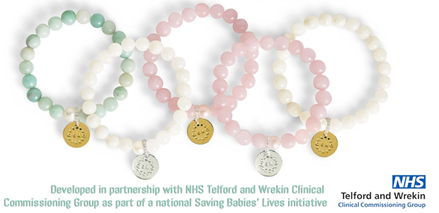 Developed in partnership with NHS Telford and Wrekin Clinical
Commissioning Group as part of a national Saving Babies' Lives initiative
NHS
Telford and Wrekin
Clinical Commissioning Group